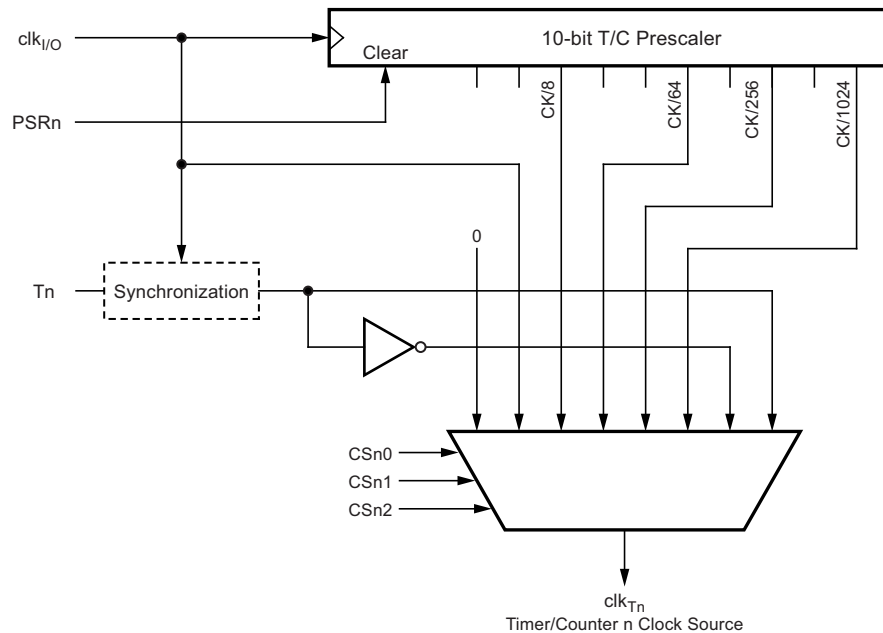 clkI/O
10-bit T/C Prescaler
Clear
CK/8
CK/64
CK/256
CK/1024
PSRn
0
Tn
Synchronization
CSn0
CSn1
CSn2
clkTn
Timer/Counter n Clock Source